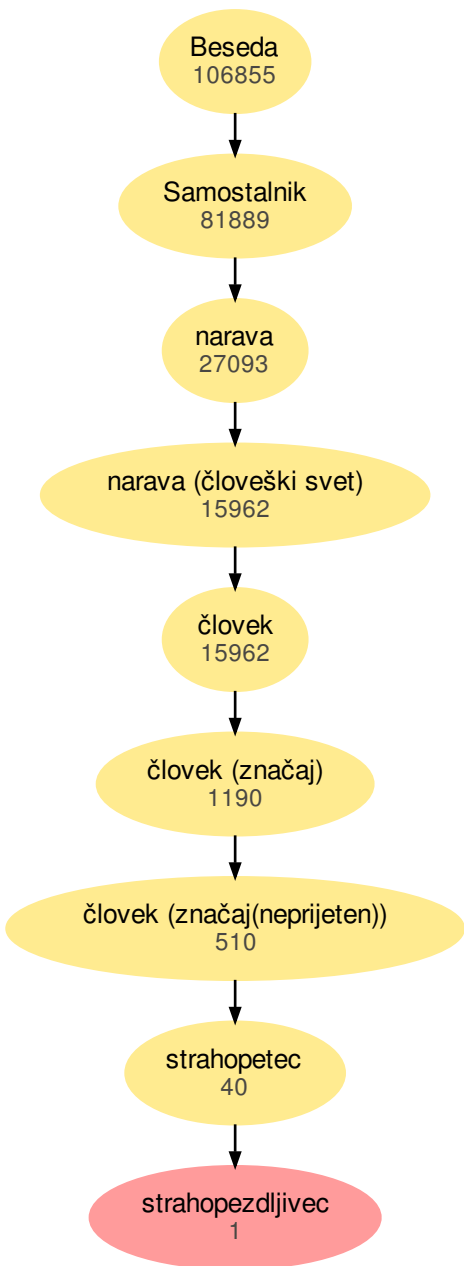 Beseda
106855
Samostalnik
81889
narava
27093
narava (človeški svet)
15962
človek
15962
človek (značaj)
1190
človek (značaj(neprijeten))
510
strahopetec
40
strahopezdljivec
1